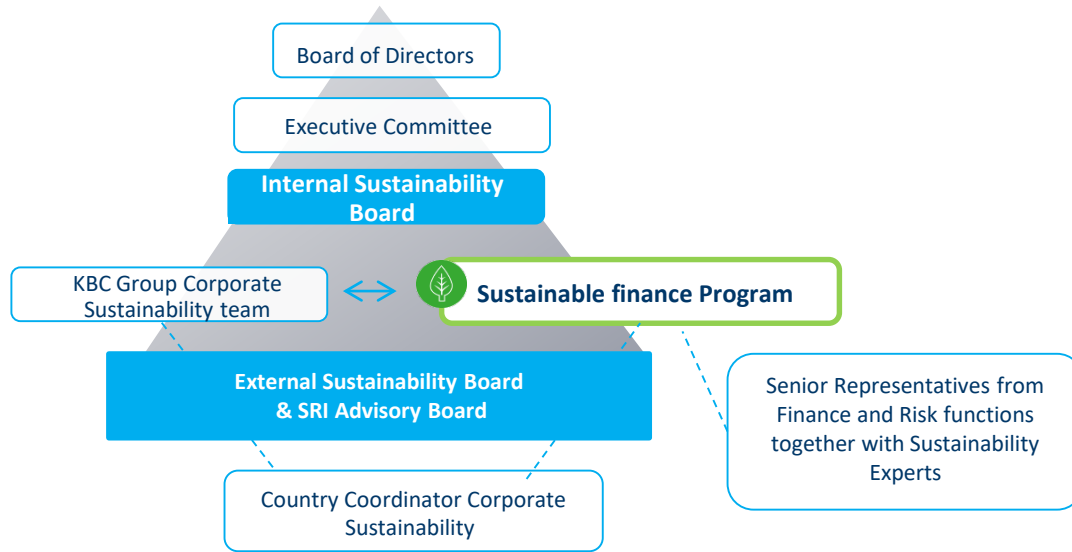 Board of Directors
Executive Committee
Internal Sustainability
Board
KBC Group Corporate
Sustainability team
Sustainable finance Program
External Sustainability Board
& SRI Advisory Board
Senior Representatives from
Finance and Risk functions
together with Sustainability
Experts
Country Coordinator Corporate
Sustainability